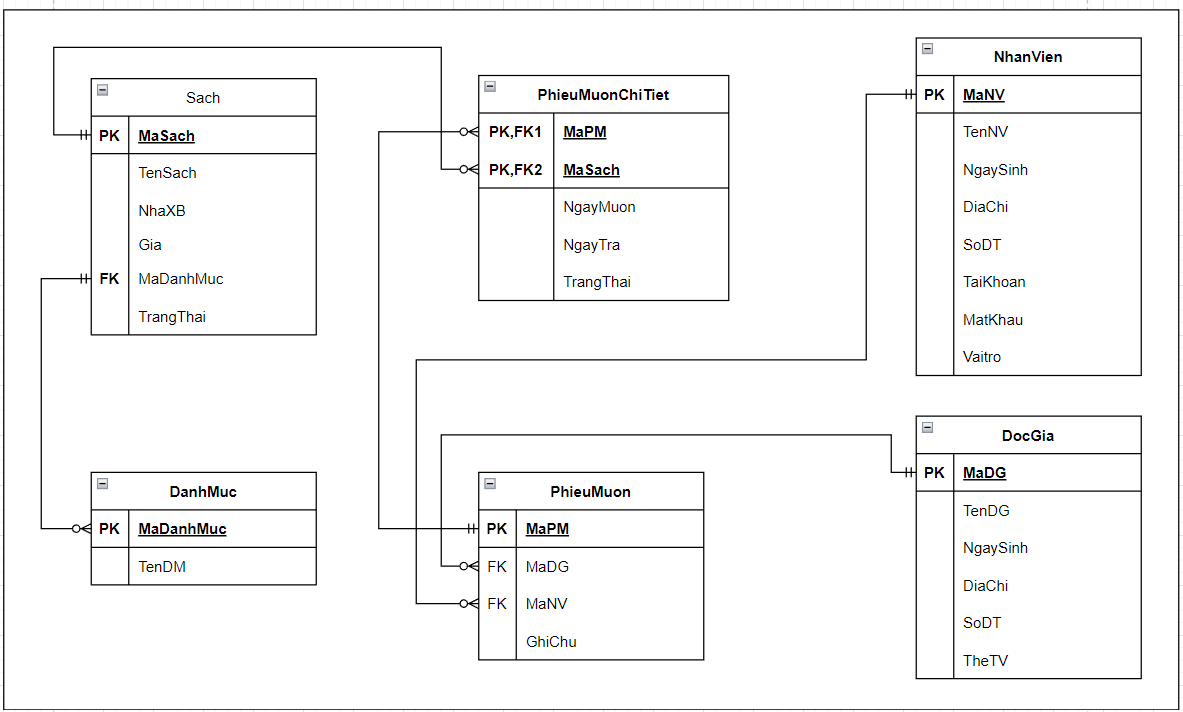 Sach
PK MaSach
TenSach
NhaXB
Gia
FK MaDanhMuc
TrangThai
PhieuMuonChiTiet
PK,FK1 MaPM
PK,FK2 MaSach
NgayMuon
NgayTra
TrangThai
NhanVien
PK MaNV
TenNV
NgaySinh
DiaChi
SoDT
TaiKhoan
MatKhau
Vaitro
DanhMuc
PK MaDanhMuc
TenDM
PhieuMuon
PK MaPM
FK MaDG
FK MaNV
GhiChu
DocGia
PK MaDG
TenDG
NgaySinh
DiaChi
SoDT
TheTV